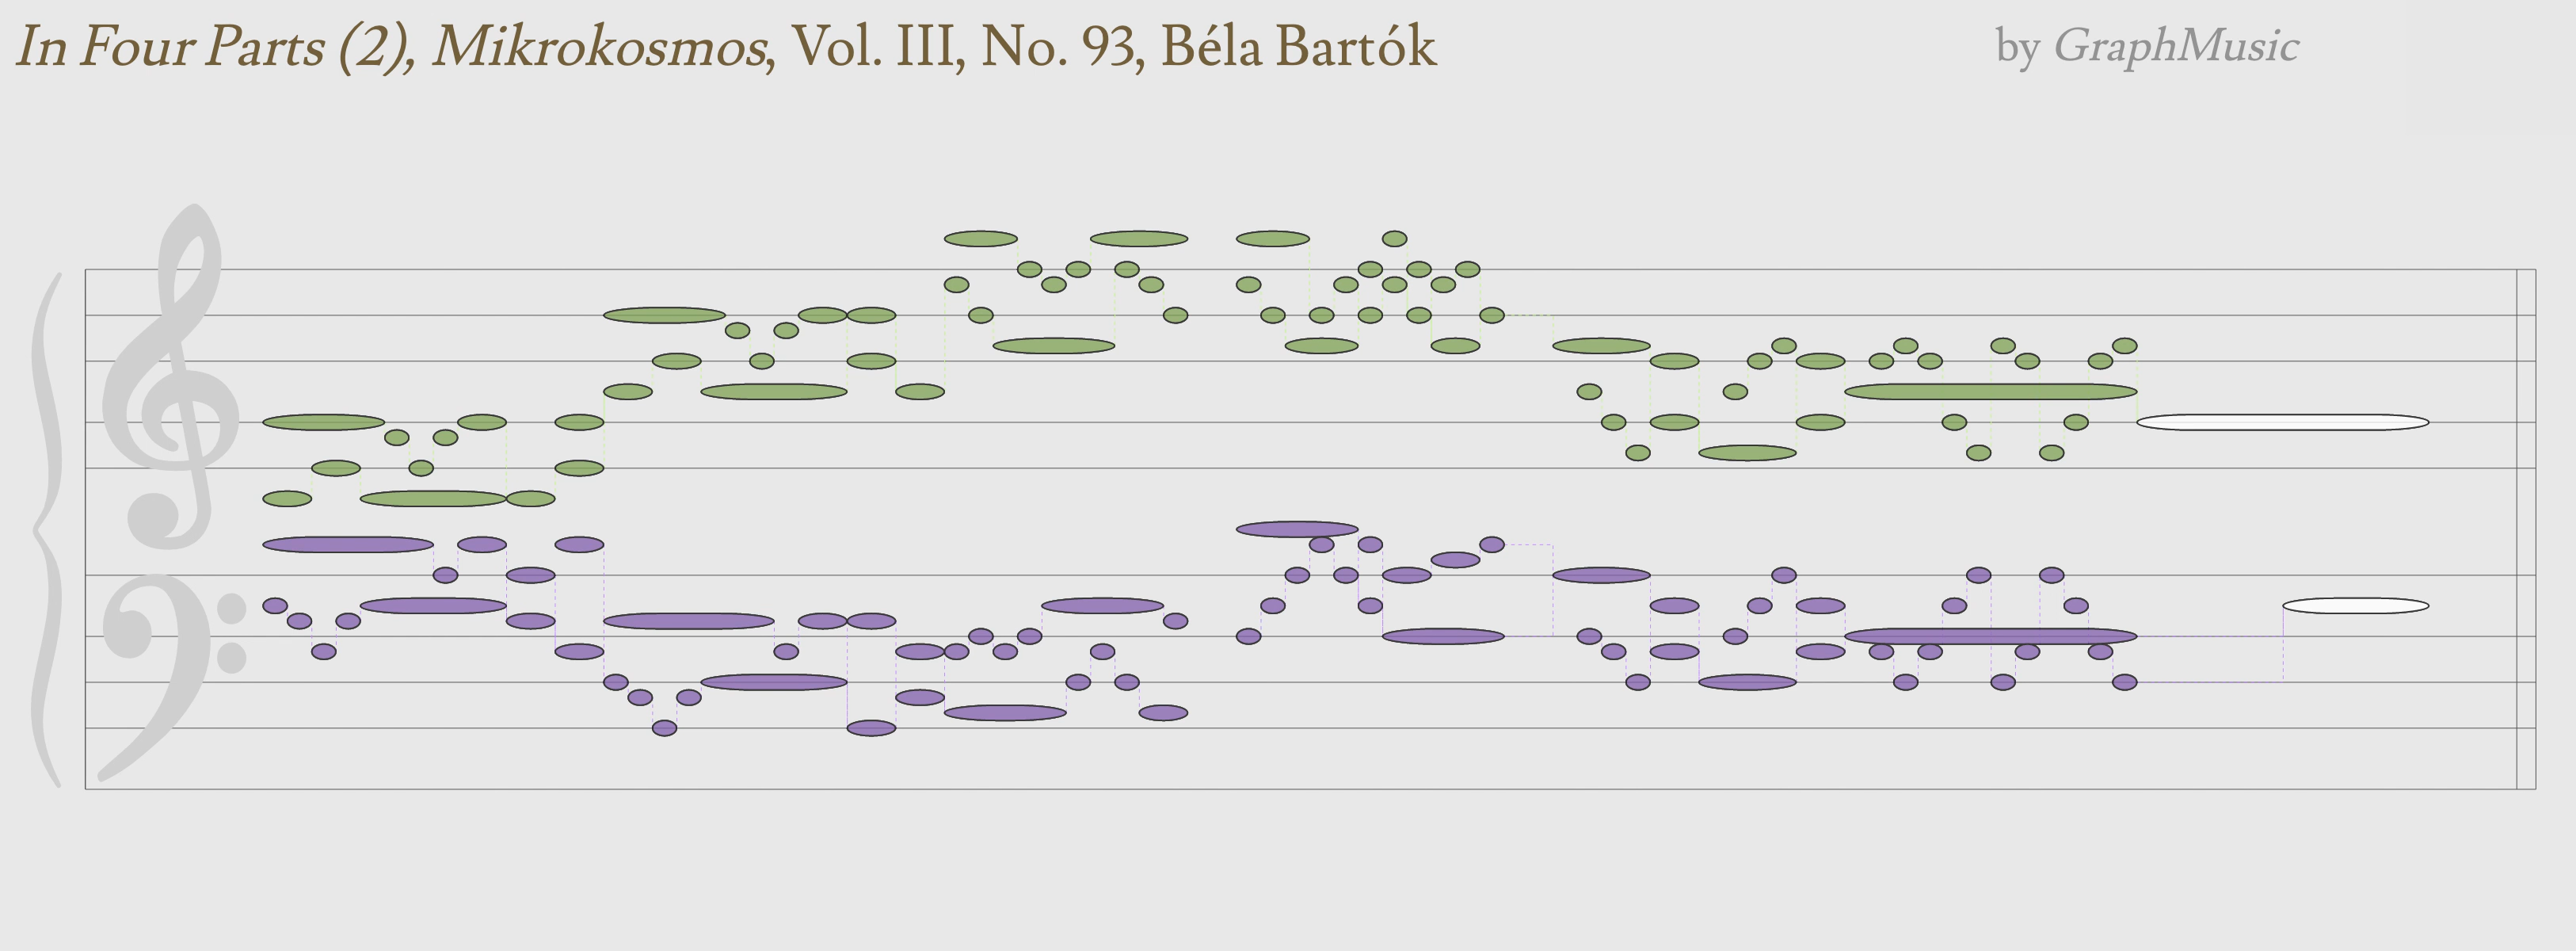 In Four Parts (2), Mikrokosmos, Vol. III, No. 93, Béla Bartók
by GraphMusic